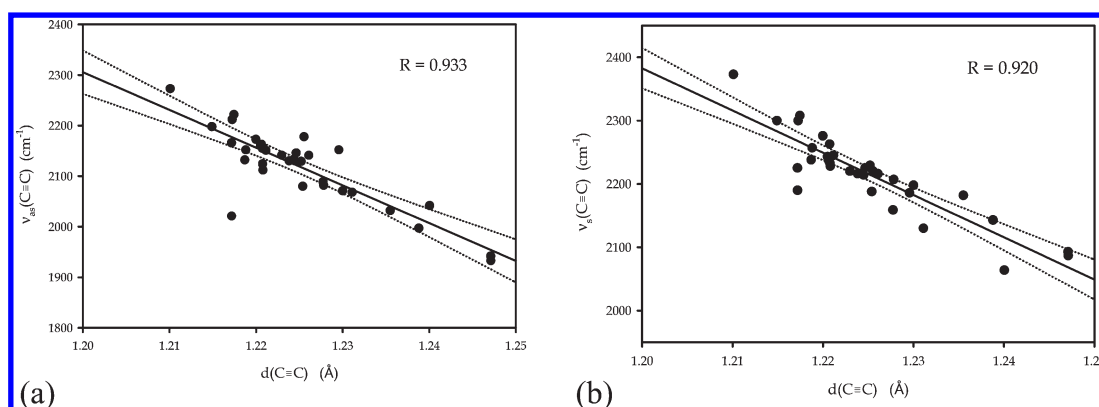 2400
2300
2200
2100
2000
1900
1800
ν_as(C≡C) (cm⁻¹)
R = 0.933
1.20 1.21 1.22 1.23 1.24 1.25
d(C≡C) (Å)
(a)
2400
2300
2200
2100
2000
ν_s(C≡C) (cm⁻¹)
R = 0.920
1.20 1.21 1.22 1.23 1.24
d(C≡C) (Å)
(b)